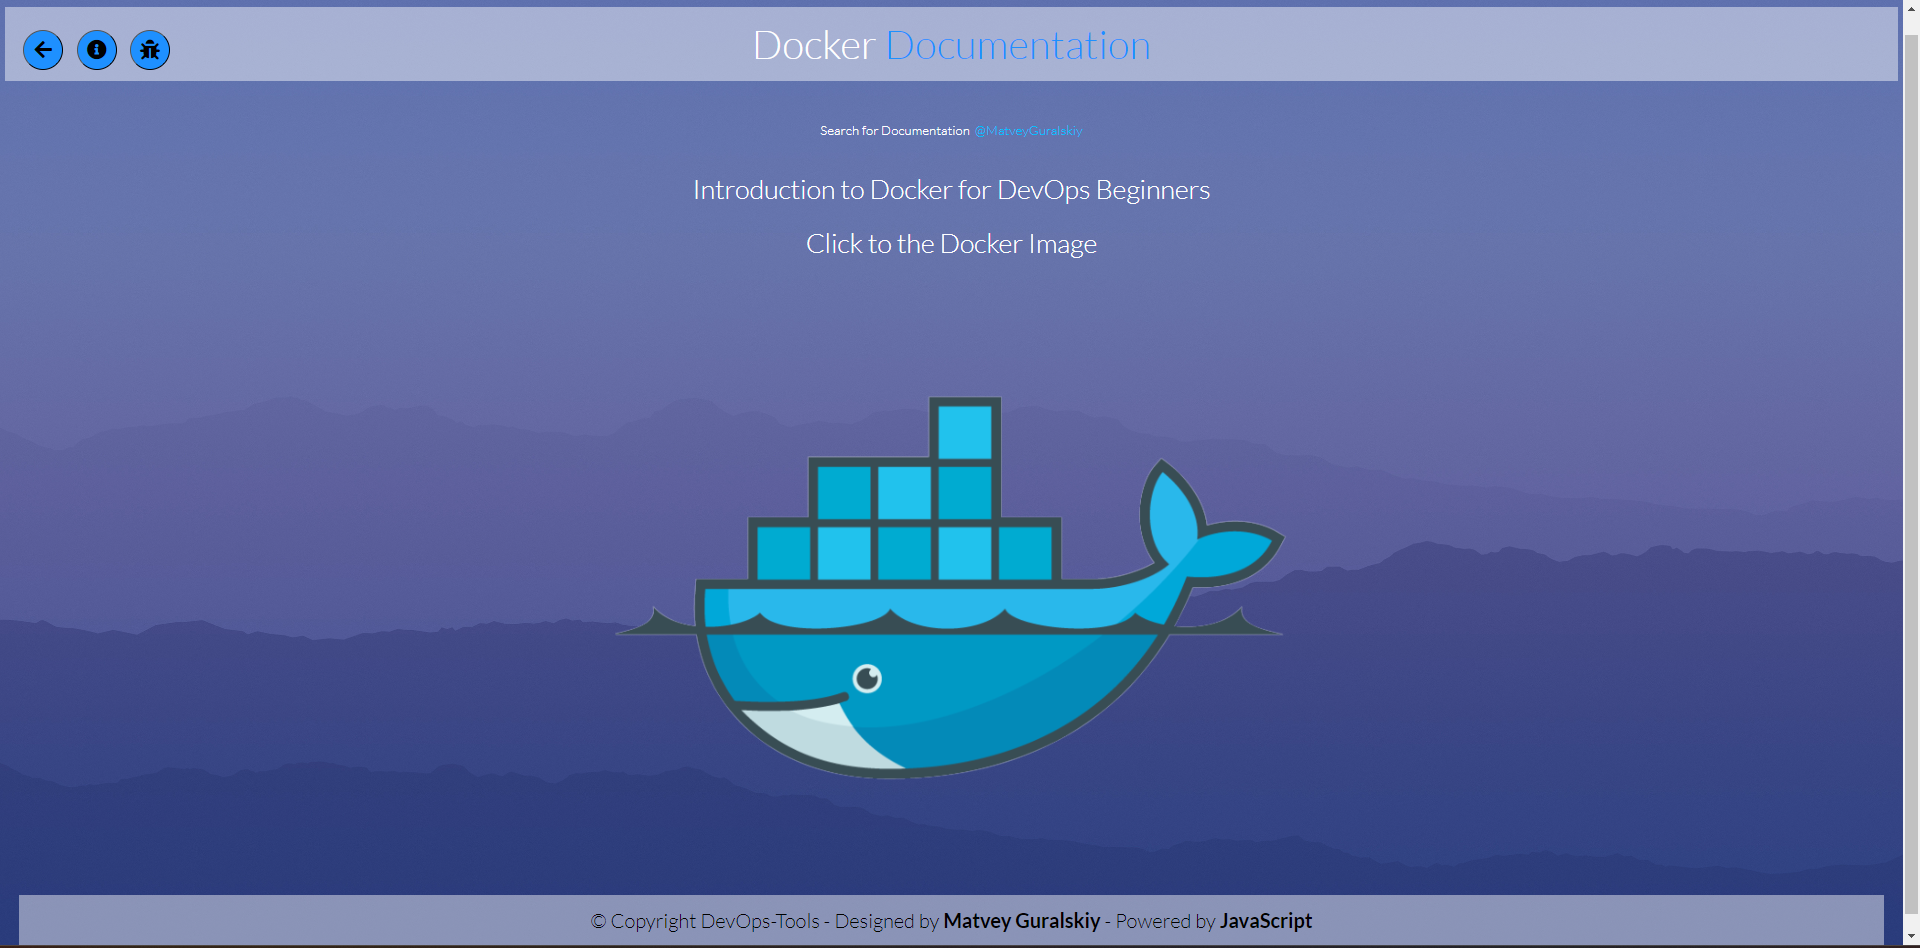 Docker Documentation
Search for Documentation @MatveyGuralskiy
Introduction to Docker for DevOps Beginners
Click to the Docker Image
© Copyright DevOps-Tools - Designed by Matvey Guralskiy - Powered by JavaScript